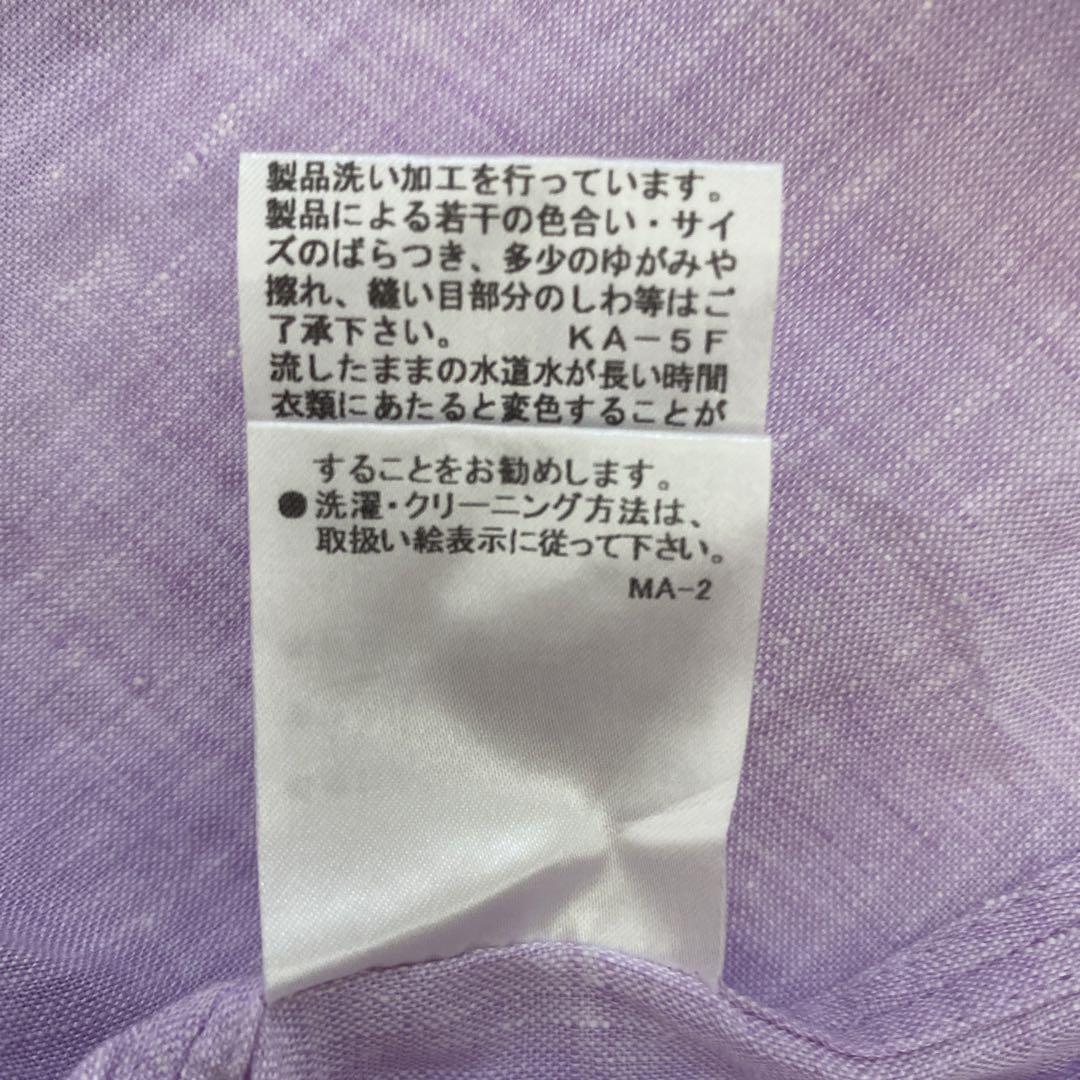 製品洗い加工を行っています。
製品による若干の色合い・サイ
ズのばらつき、多少のゆがみや
擦れ、縫い目部分のしわ等はご
了承下さい。　　　KA－5F
流したままの水道水が長い時間
衣類にあたると変色することが
することをお勧めします。
●洗濯・クリーニング方法は、
取扱い絵表示に従って下さい。
MA-2